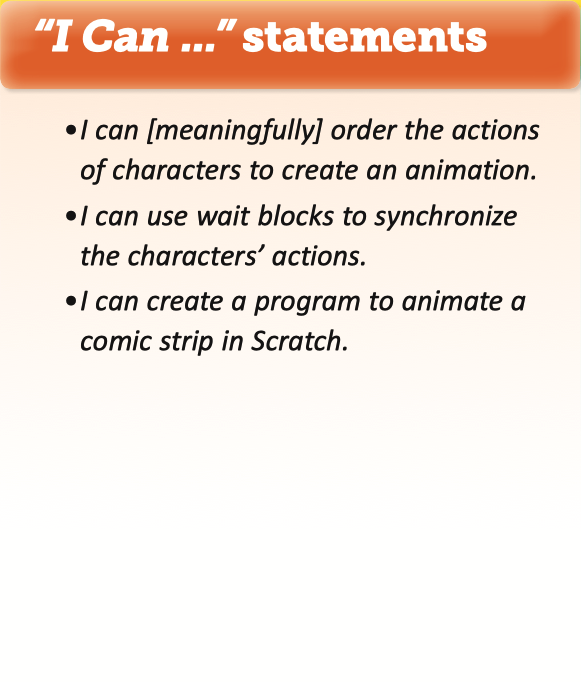 “I Can ...” statements
•I can [meaningfully] order the actions
of characters to create an animation.
•I can use wait blocks to synchronize
the characters’ actions.
•I can create a program to animate a
comic strip in Scratch.